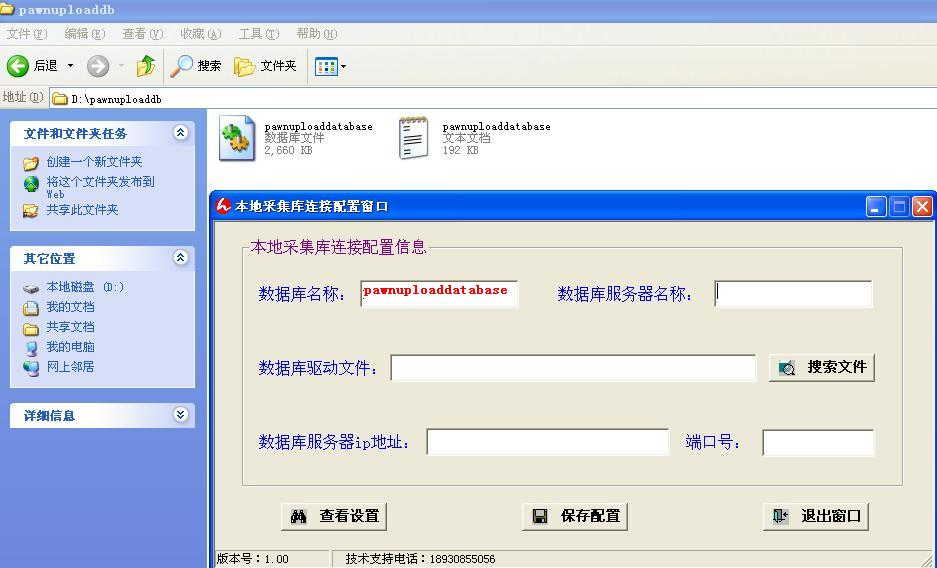 pawnuploaddb
文件(F) 编辑(E) 查看(V) 收藏(A) 工具(T) 帮助(H)
后退 搜索 文件夹
地址(D) D:\pawnuploaddb
文件和文件夹任务
创建一个新文件夹
将这个文件夹发布到
Web
共享此文件夹
其它位置
本地磁盘 (D:)
我的文档
共享文档
我的电脑
网上邻居
详细信息
pawnuploaddatabase
数据库文件
2,660 KB
pawnuploaddatabase
文本文档
192 KB
本地采集库连接配置窗口
本地采集库连接配置信息
数据库名称： pawnuploaddatabase 数据库服务器名称：
数据库驱动文件： 搜索文件
数据库服务器ip地址： 端口号：
查看设置 保存配置 退出窗口
版本号：1.00 技术支持电话：18930855056